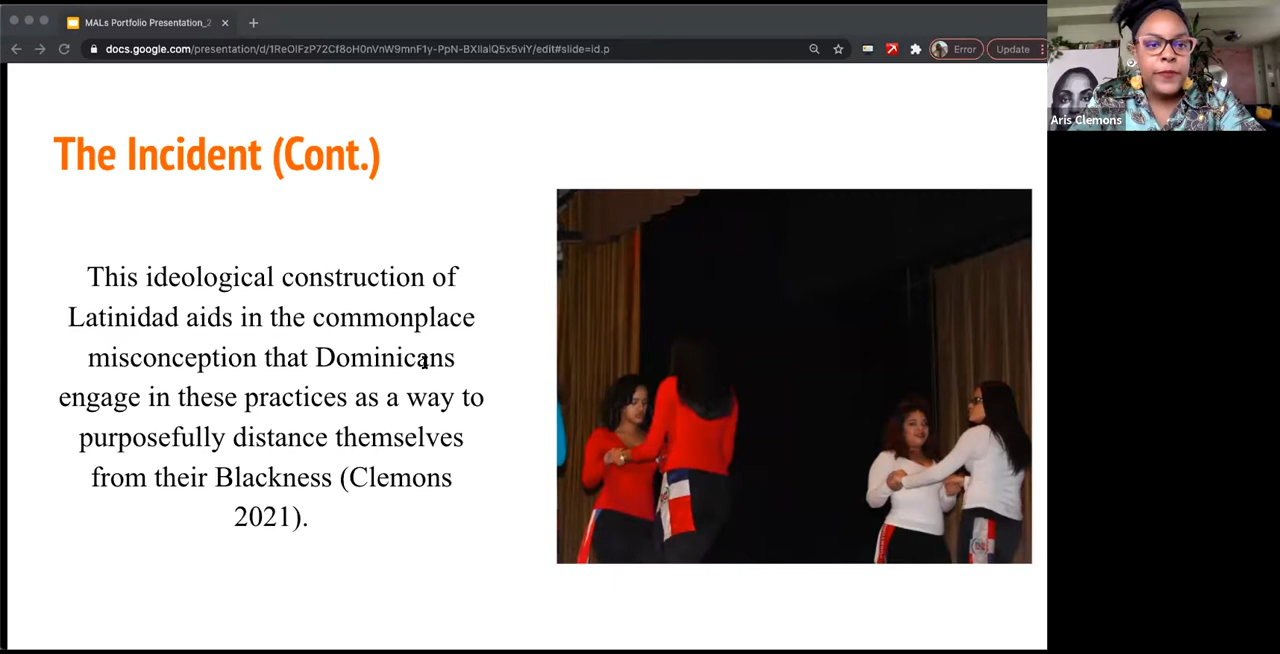 MALs Portfolio Presentation_2
docs.google.com/presentation/d/1ReOlFzP72Cf8oH0nVnW9mnF1y-PpN-BXIlalQ5x5viY/edit#slide=id.p
Error
Update
Aris Clemons
The Incident (Cont.)
This ideological construction of
Latinidad aids in the commonplace
misconception that Dominicans
engage in these practices as a way to
purposefully distance themselves
from their Blackness (Clemons
2021).